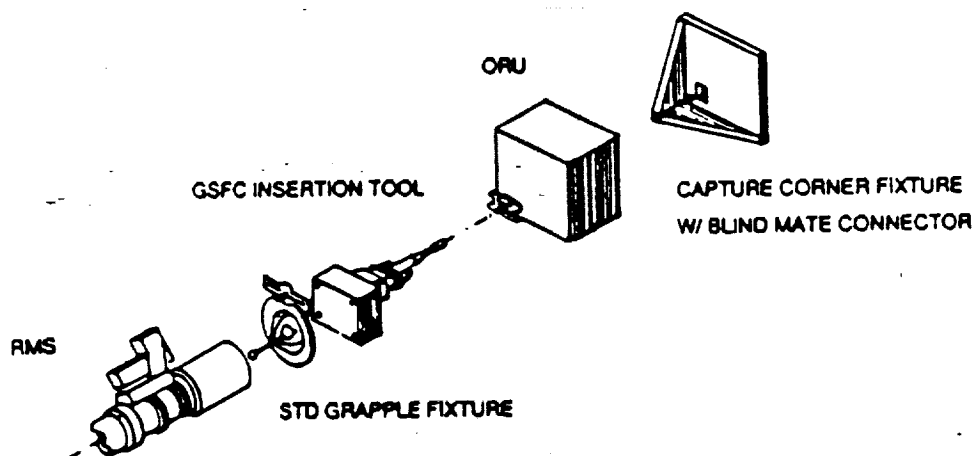 ORU
GSFC INSERTION TOOL
CAPTURE CORNER FIXTURE
W/ BLIND MATE CONNECTOR
RMS
STD GRAPPLE FIXTURE